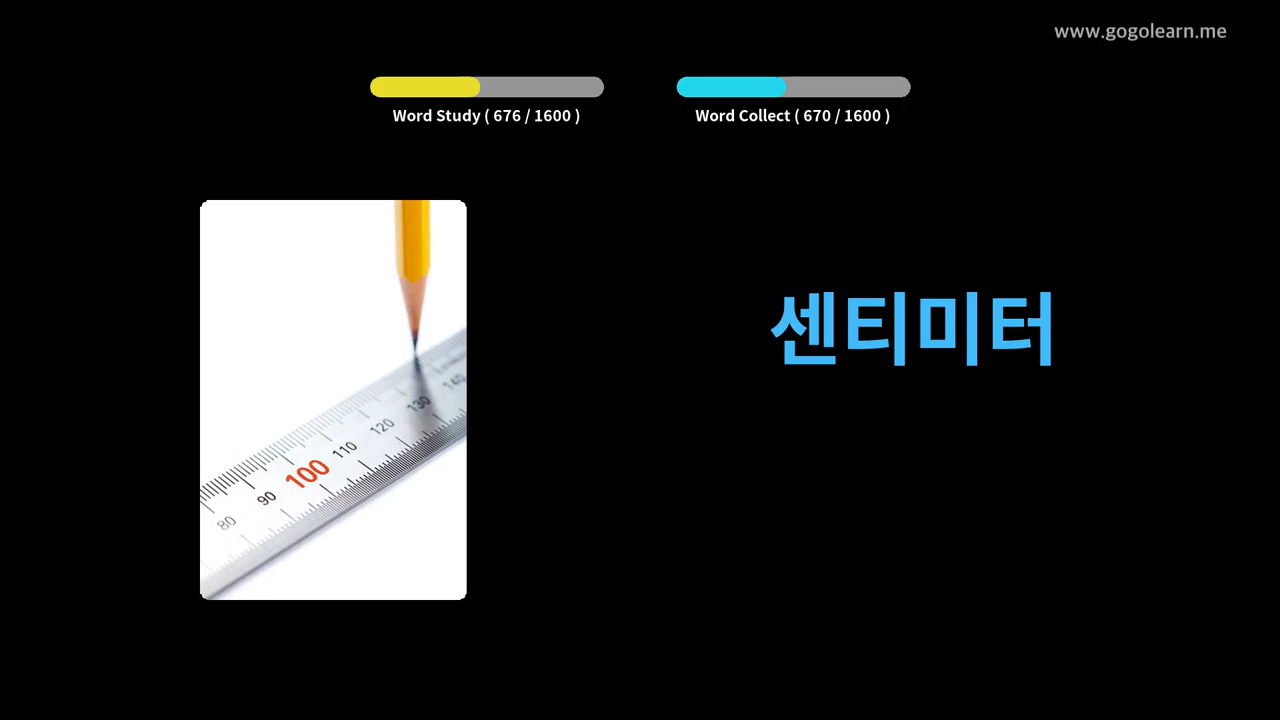 www.gogolearn.me
Word Study ( 676 / 1600 )
Word Collect ( 670 / 1600 )
센티미터
80
90
100
110
120
130
140